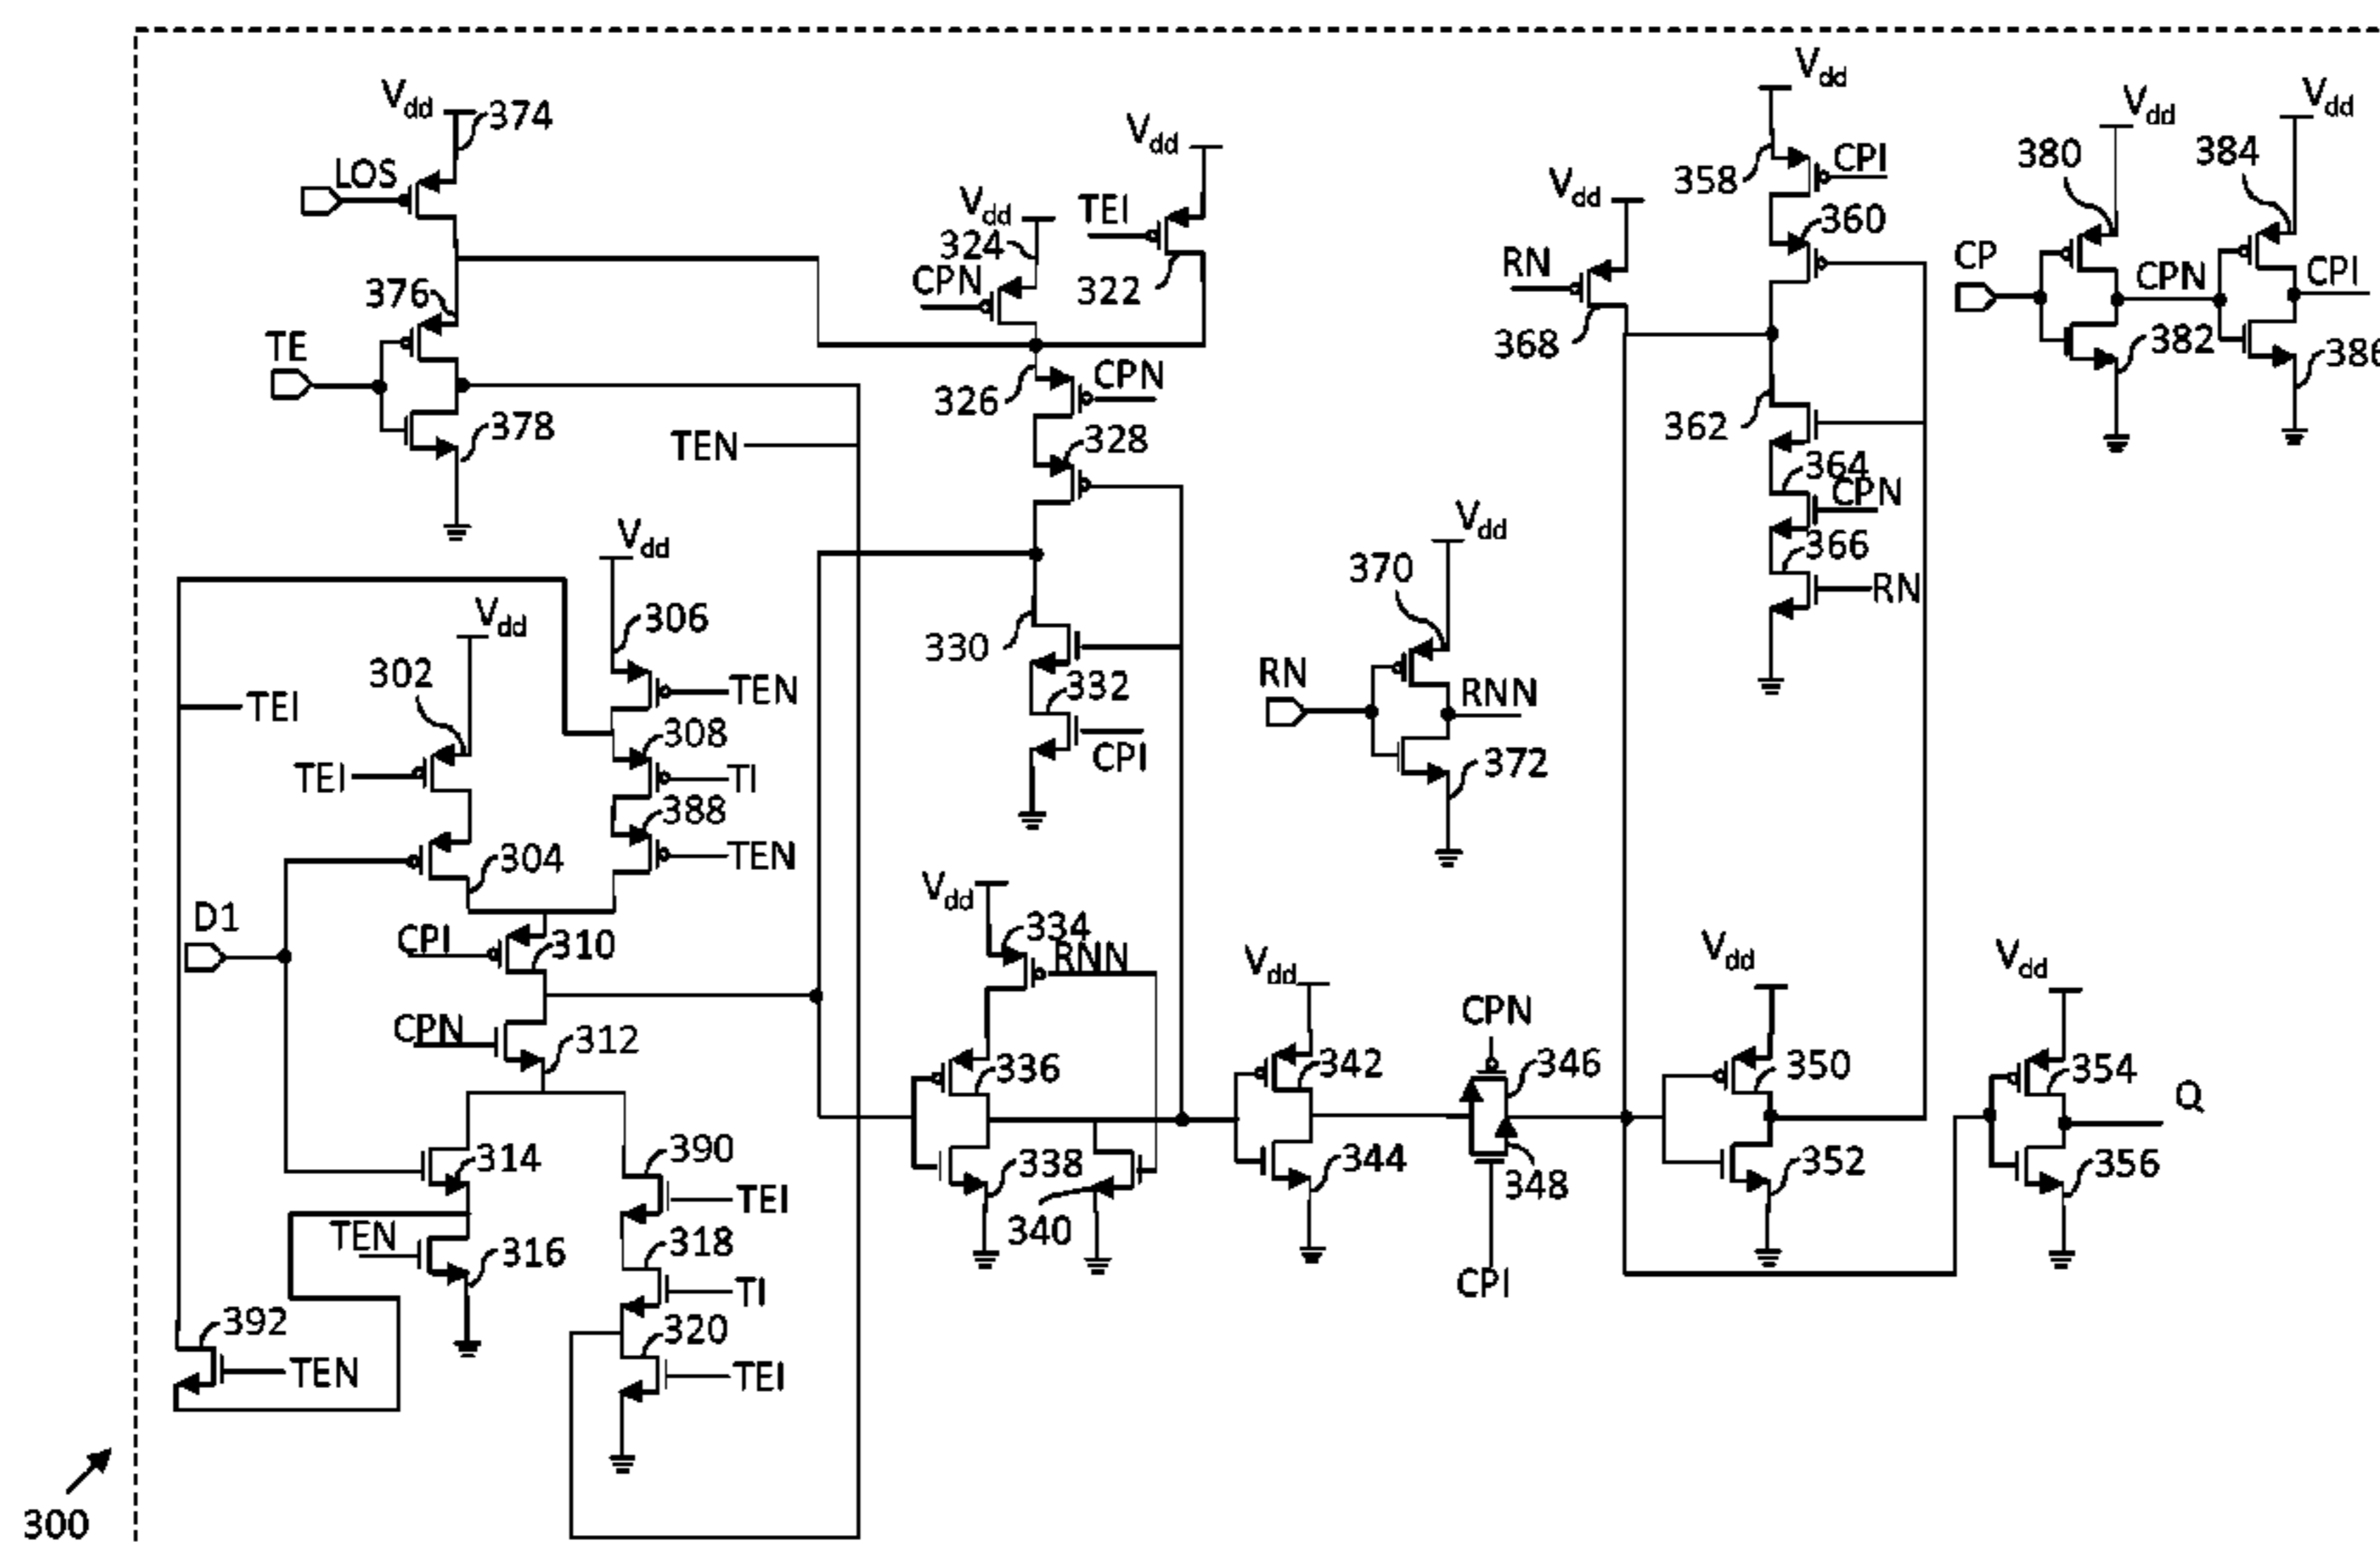 Vdd
374
LOS
376
TE
378
TEN
Vdd
324
CPN
Vdd
TEI
322
326
CPN
328
330
332
CPI
Vdd
358
CPI
Vdd
360
RN
368
362
364
CPN
366
RN
Vdd
380
CP
CPN
382
Vdd
384
CPI
386
Vdd
306
TEN
TEI
Vdd
302
308
TI
TEI
388
TEN
304
D1
CPI
310
CPN
312
314
TEN
316
390
TEI
318
TI
320
TEI
392
TEN
Vdd
370
RN
RNN
372
Vdd
334
RNN
336
338
340
Vdd
342
344
CPN
346
348
CPI
Vdd
350
352
Vdd
354
Q
356
300